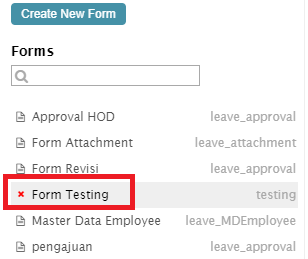 Create New Form
Forms
Approval HOD leave_approval
Form Attachment leave_attachment
Form Revisi leave_approval
Form Testing testing
Master Data Employee leave_MDEmployee
pengajuan leave_approval